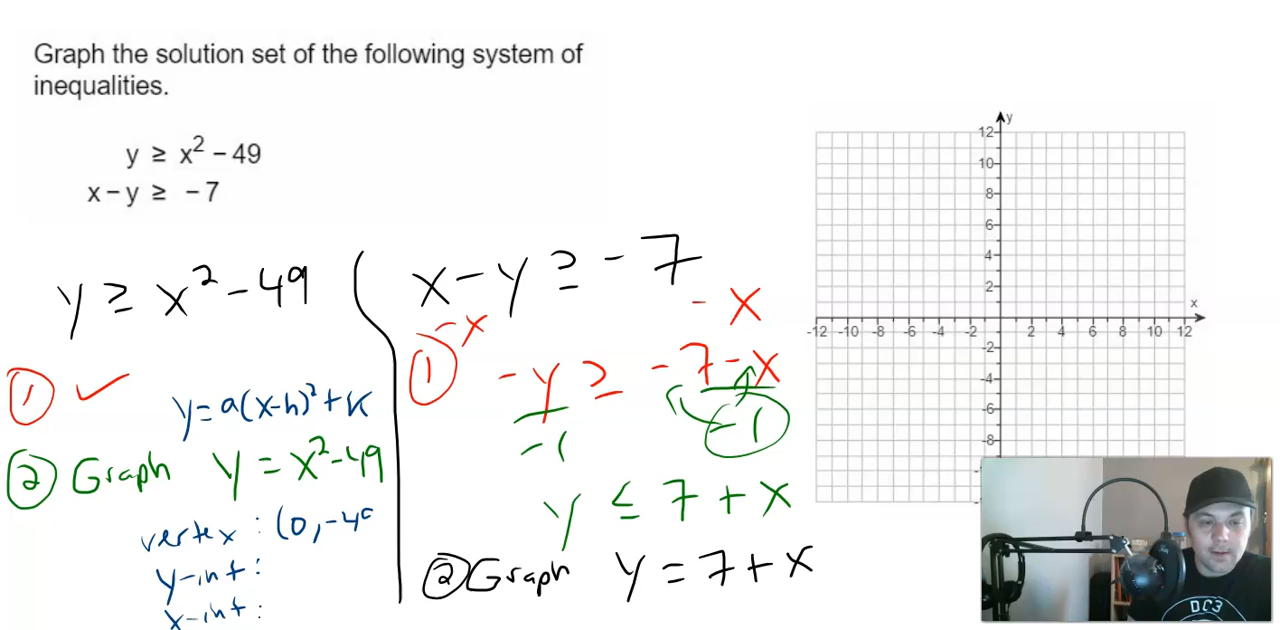 Graph the solution set of the following system of
inequalities.
y ≥ x² - 49
x - y ≥ -7
y ≥ x² - 49
① ✓
y = a(x-h)² + k
② Graph y = x² - 49
vertex : (0, -49
y-int :
x-int :
x - y ≥ -7
-x -x
① -y ≥ -7 - x
-1 -1
y ≤ 7 + x
② Graph y = 7 + x
y
12
10
8
6
4
2
x
-12 -10 -8 -6 -4 -2 2 4 6 8 10 12
-2
-4
-6
-8
DC3